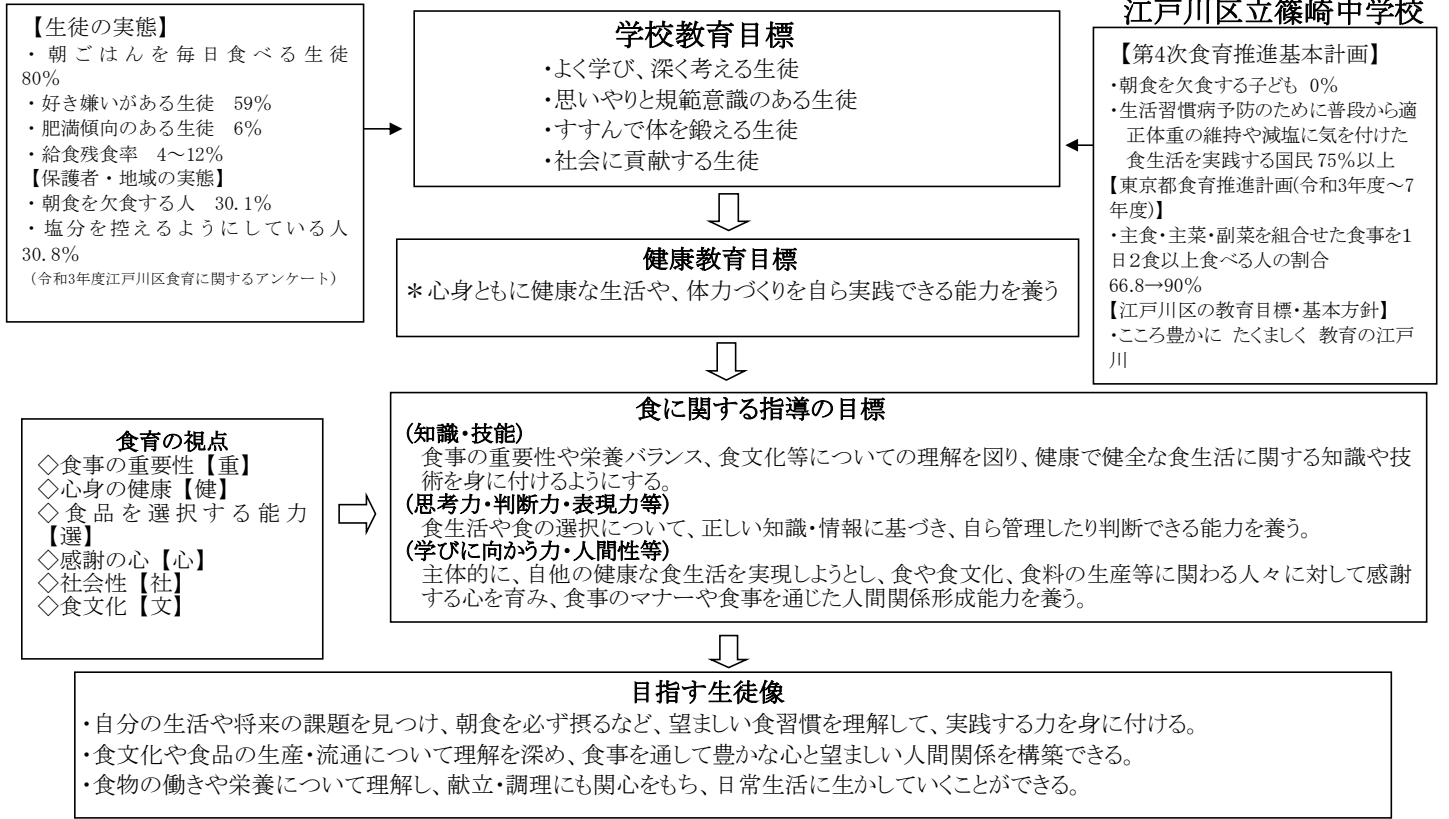 江戸川区立篠崎中学校
【生徒の実態】
・朝ごはんを毎日食べる生徒
80%
・好き嫌いがある生徒　59%
・肥満傾向のある生徒　6%
・給食残食率　4～12%
【保護者・地域の実態】
・朝食を欠食する人　30.1%
・塩分を控えるようにしている人
30.8%
（令和3年度江戸川区食育に関するアンケート）
学校教育目標
・よく学び、深く考える生徒
・思いやりと規範意識のある生徒
・すすんで体を鍛える生徒
・社会に貢献する生徒
【第4次食育推進基本計画】
・朝食を欠食する子ども 0%
・生活習慣病予防のために普段から適
正体重の維持や減塩に気を付けた
食生活を実践する国民 75%以上
【東京都食育推進計画(令和3年度～7
年度)】
・主食・主菜・副菜を組合せた食事を1
日２食以上食べる人の割合
66.8→90%
【江戸川区の教育目標・基本方針】
・こころ豊かに たくましく 教育の江戸
川
健康教育目標
＊心身ともに健康な生活や、体力づくりを自ら実践できる能力を養う
食育の視点
◇食事の重要性【重】
◇心身の健康【健】
◇食品を選択する能力
【選】
◇感謝の心【心】
◇社会性【社】
◇食文化【文】
食に関する指導の目標
(知識・技能)
食事の重要性や栄養バランス、食文化等についての理解を図り、健康で健全な食生活に関する知識や技
術を身に付けるようにする。
(思考力・判断力・表現力等)
食生活や食の選択について、正しい知識・情報に基づき、自ら管理したり判断できる能力を養う。
(学びに向かう力・人間性等)
主体的に、自他の健康な食生活を実現しようとし、食や食文化、食料の生産等に関わる人々に対して感謝
する心を育み、食事のマナーや食事を通じた人間関係形成能力を養う。
目指す生徒像
・自分の生活や将来の課題を見つけ、朝食を必ず摂るなど、望ましい食習慣を理解して、実践する力を身に付ける。
・食文化や食品の生産・流通について理解を深め、食事を通して豊かな心と望ましい人間関係を構築できる。
・食物の働きや栄養について理解し、献立・調理にも関心をもち、日常生活に生かしていくことができる。